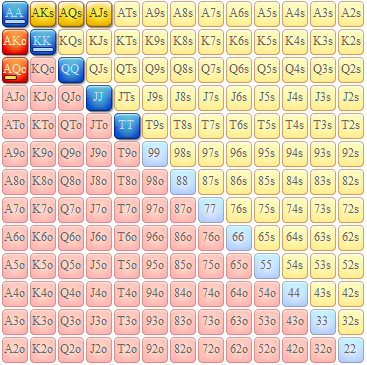 AA AKs AQs AJs ATs A9s A8s A7s A6s A5s A4s A3s A2s
AKo KK KQs KJs KTs K9s K8s K7s K6s K5s K4s K3s K2s
AQo KQo QQ QJs QTs Q9s Q8s Q7s Q6s Q5s Q4s Q3s Q2s
AJo KJo QJo JJ JTs J9s J8s J7s J6s J5s J4s J3s J2s
ATo KTo QTo JTo TT T9s T8s T7s T6s T5s T4s T3s T2s
A9o K9o Q9o J9o T9o 99 98s 97s 96s 95s 94s 93s 92s
A8o K8o Q8o J8o T8o 98o 88 87s 86s 85s 84s 83s 82s
A7o K7o Q7o J7o T7o 97o 87o 77 76s 75s 74s 73s 72s
A6o K6o Q6o J6o T6o 96o 86o 76o 66 65s 64s 63s 62s
A5o K5o Q5o J5o T5o 95o 85o 75o 65o 55 54s 53s 52s
A4o K4o Q4o J4o T4o 94o 84o 74o 64o 54o 44 43s 42s
A3o K3o Q3o J3o T3o 93o 83o 73o 63o 53o 43o 33 32s
A2o K2o Q2o J2o T2o 92o 82o 72o 62o 52o 42o 32o 22